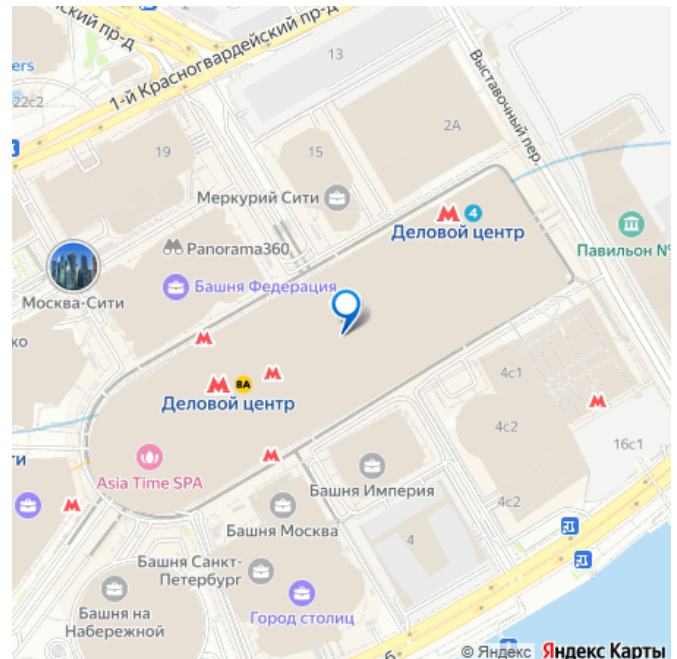 ский пр-д
ers
22с2
1-й Красногвардейский пр-д
13
Выставочный пер.
2А
19
15
Меркурий Сити
М 4
Деловой центр
Павильон №
Panorama360
Башня Федерация
Москва-Сити
ко
М
М 8А
М
Деловой центр
4с1
М
4с2
16с1
ти
Asia Time SPA
М
Башня Империя
М
4с2
Башня Москва
4
Башня Санкт-
Петербург
Башня на
Набережной
Город столиц
б
© Яндекс Яндекс Карты